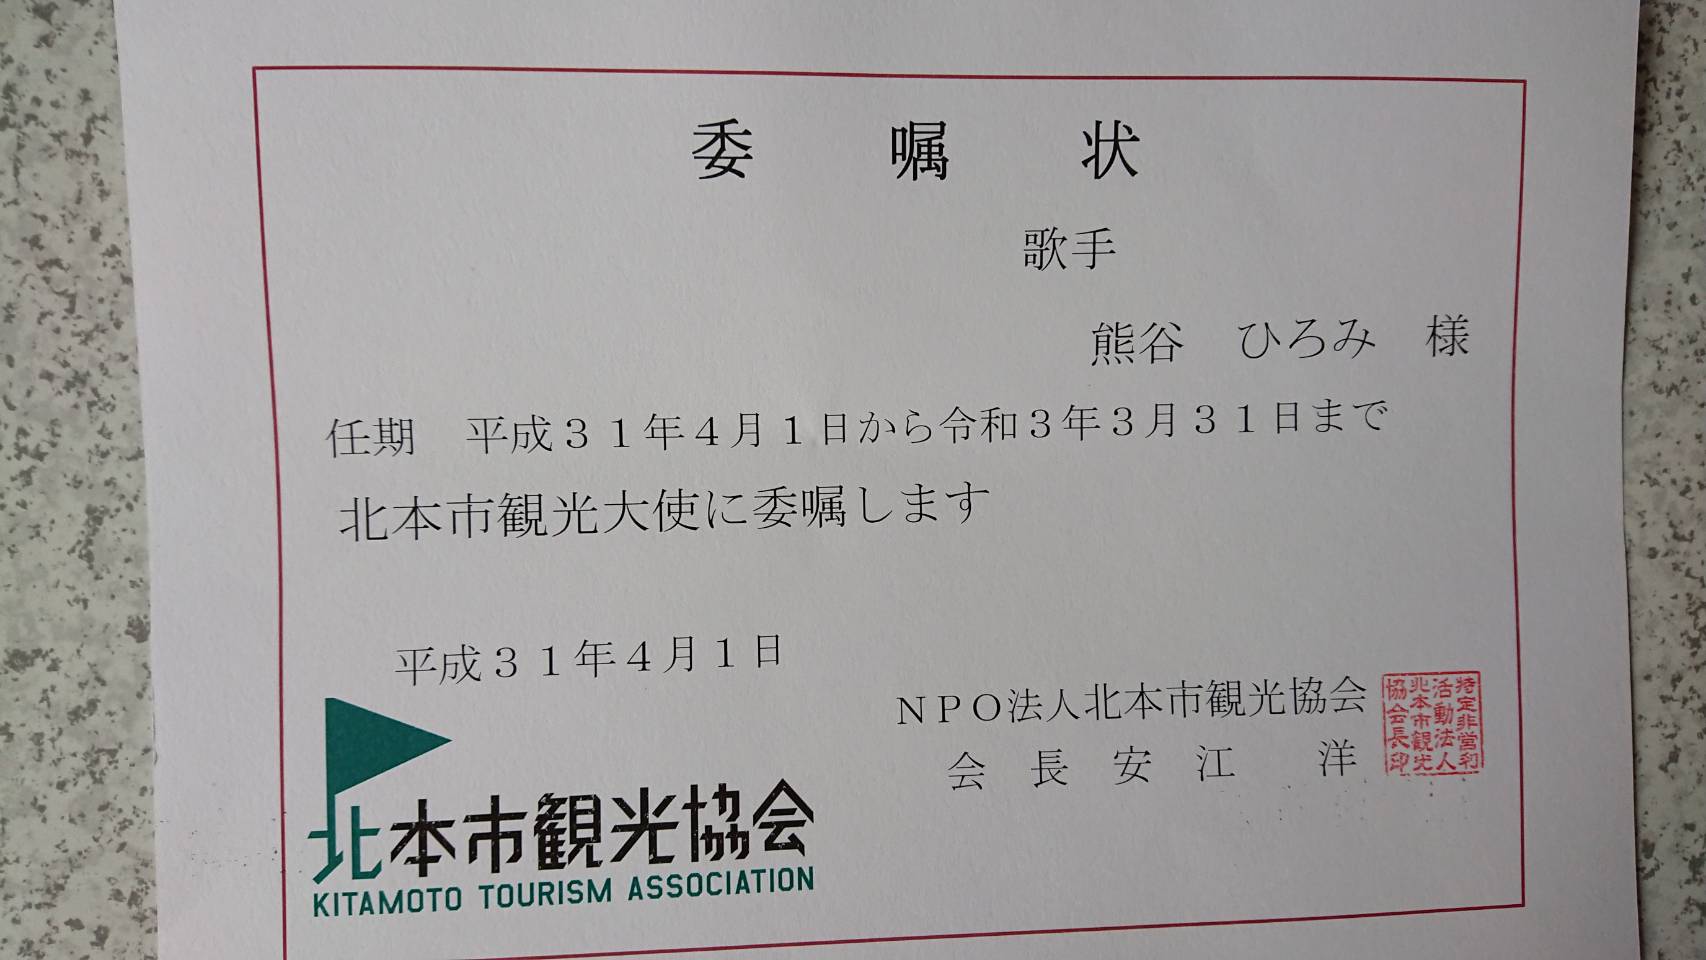 委嘱状
歌手
熊谷　ひろみ　様
任期　平成３１年４月１日から令和３年３月３１日まで
北本市観光大使に委嘱します
平成３１年４月１日
ＮＰＯ法人北本市観光協会
会　長　安　江　　洋
特定非営利
活動法人
北本市観光
協会長印
北本市観光協会
KITAMOTO TOURISM ASSOCIATION